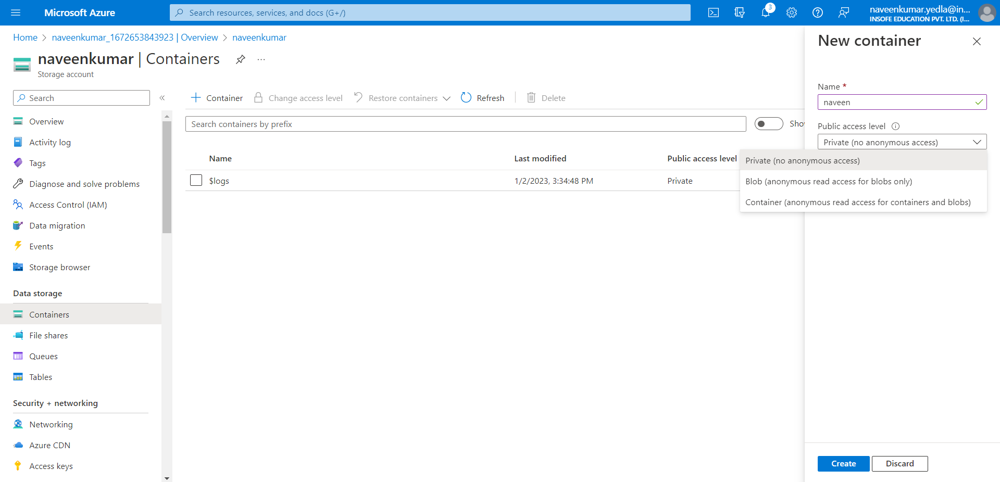 Microsoft Azure
Search resources, services, and docs (G+/)
3
naveenkumar.yedla@in...
INSOFE EDUCATION PVT. LTD. (I...
Home > naveenkumar_1672653843923 | Overview > naveenkumar
naveenkumar | Containers
Storage account
Search
Overview
Activity log
Tags
Diagnose and solve problems
Access Control (IAM)
Data migration
Events
Storage browser
Data storage
Containers
File shares
Queues
Tables
Security + networking
Networking
Azure CDN
Access keys
Container
Change access level
Restore containers
Refresh
Delete
Search containers by prefix
Name
Last modified
Public access level
$logs
1/2/2023, 3:34:48 PM
Private
New container
Name *
naveen
Public access level
Private (no anonymous access)
Private (no anonymous access)
Blob (anonymous read access for blobs only)
Container (anonymous read access for containers and blobs)
Create
Discard